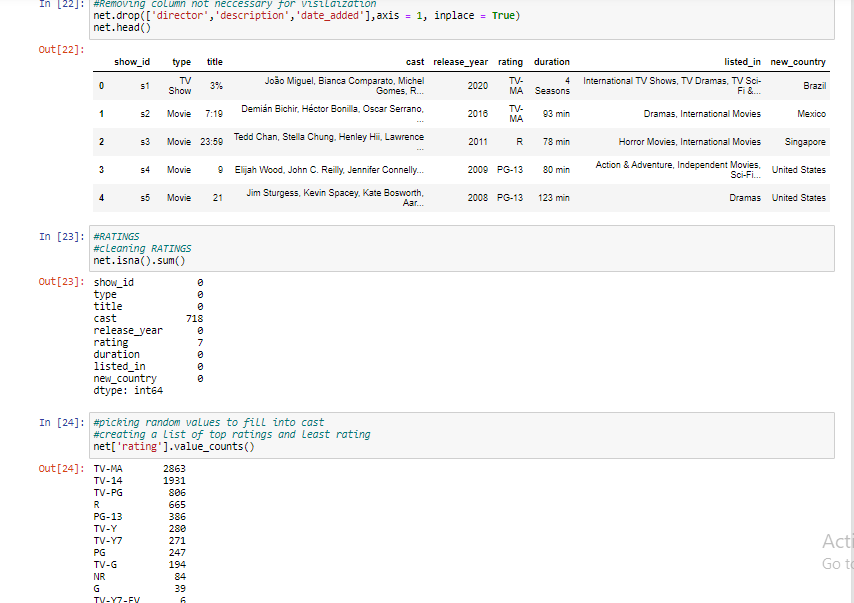 In [22]: #Removing column not neccessary for visilaization
net.drop(['director','description','date_added'],axis = 1, inplace = True)
net.head()
Out[22]:
show_id type title cast release_year rating duration listed_in new_country
0 s1 TV Show 3% João Miguel, Bianca Comparato, Michel Gomes, R... 2020 TV-MA 4 Seasons International TV Shows, TV Dramas, TV Sci-Fi &... Brazil
1 s2 Movie 7:19 Demián Bichir, Héctor Bonilla, Oscar Serrano, ... 2016 TV-MA 93 min Dramas, International Movies Mexico
2 s3 Movie 23:59 Tedd Chan, Stella Chung, Henley Hii, Lawrence ... 2011 R 78 min Horror Movies, International Movies Singapore
3 s4 Movie 9 Elijah Wood, John C. Reilly, Jennifer Connelly... 2009 PG-13 80 min Action & Adventure, Independent Movies, Sci-Fi... United States
4 s5 Movie 21 Jim Sturgess, Kevin Spacey, Kate Bosworth, Aar... 2008 PG-13 123 min Dramas United States
In [23]: #RATINGS
#cleaning RATINGS
net.isna().sum()
Out[23]: show_id 0
type 0
title 0
cast 718
release_year 0
rating 7
duration 0
listed_in 0
new_country 0
dtype: int64
In [24]: #picking random values to fill into cast
#creating a list of top ratings and least rating
net['rating'].value_counts()
Out[24]: TV-MA 2863
TV-14 1931
TV-PG 806
R 665
PG-13 386
TV-Y 280
TV-Y7 271
PG 247
TV-G 194
NR 84
G 39
TV-Y7-FV 6
Acti
Go to